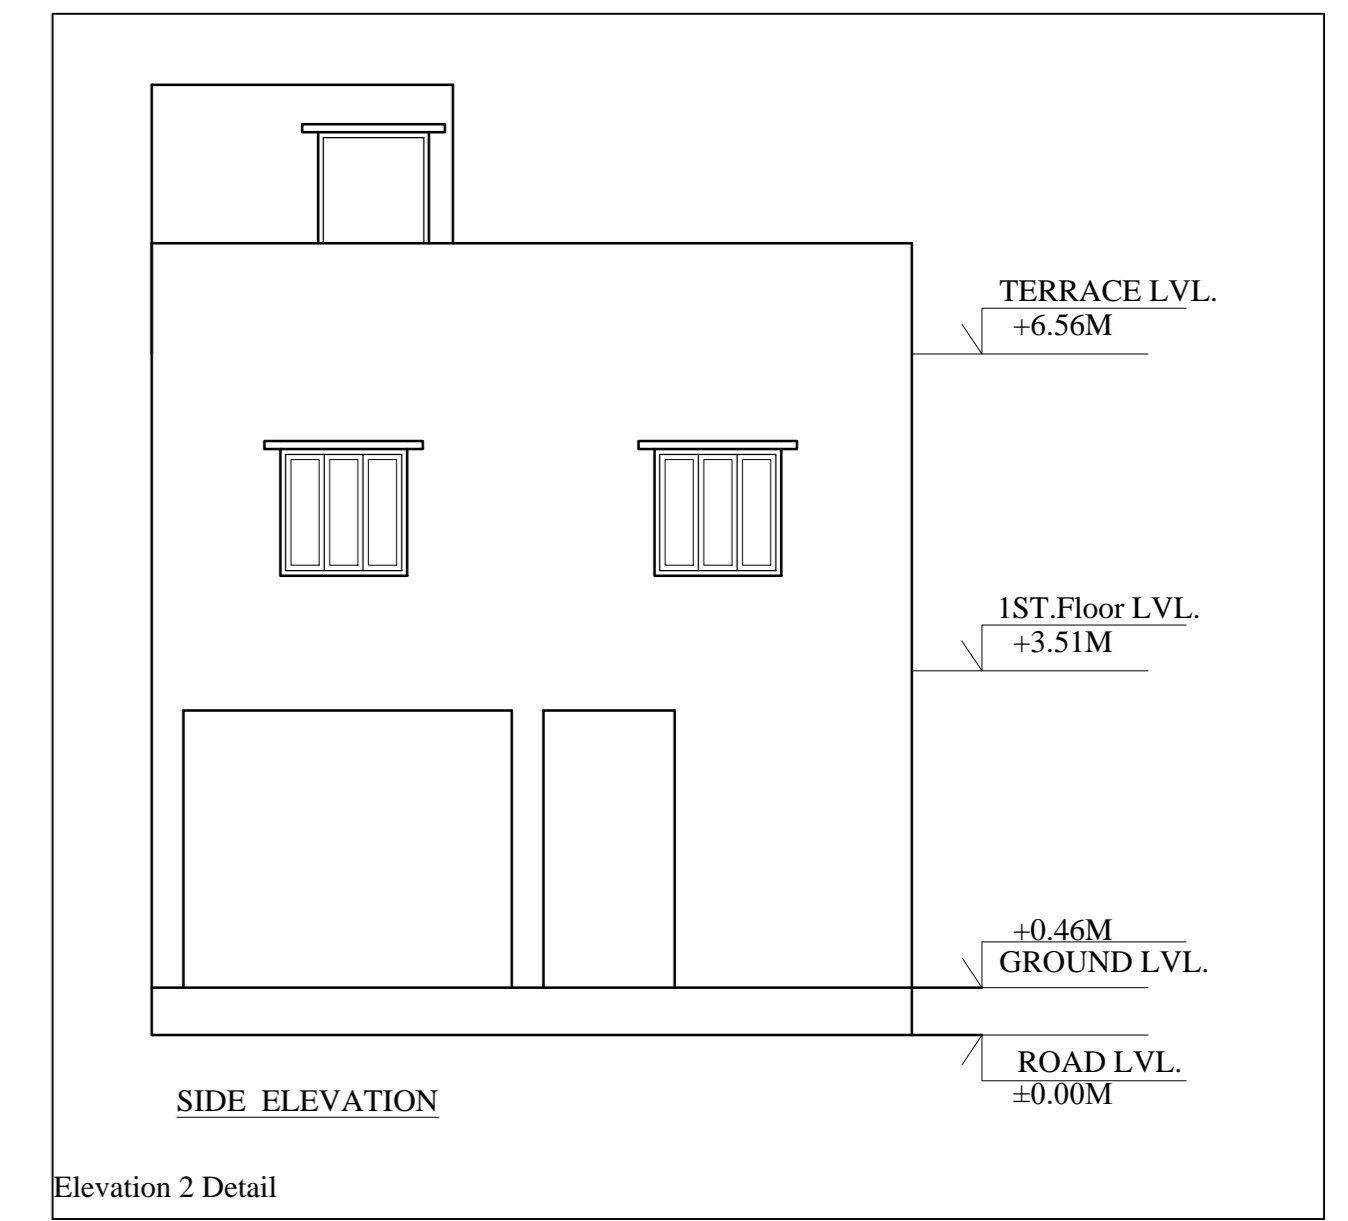 TERRACE LVL.
+6.56M
1ST.Floor LVL.
+3.51M
+0.46M
GROUND LVL.
ROAD LVL.
±0.00M
SIDE ELEVATION
Elevation 2 Detail